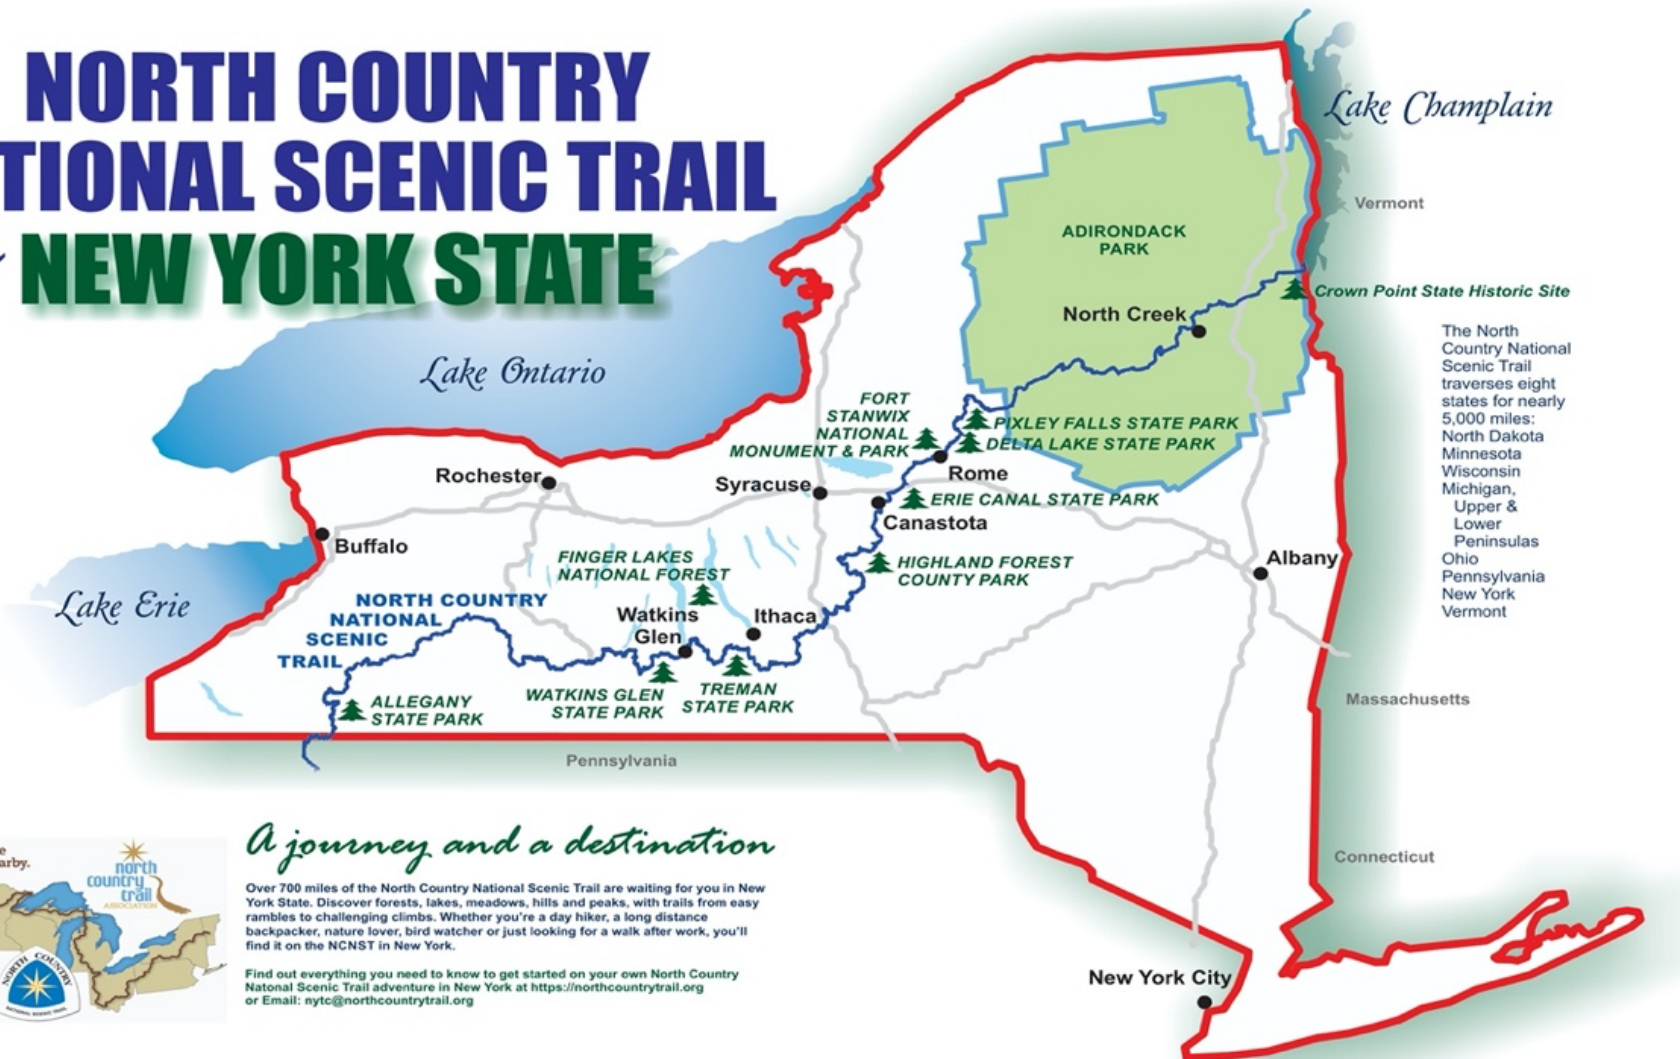 NORTH COUNTRY
TIONAL SCENIC TRAIL
NEW YORK STATE
Lake Champlain
Vermont
ADIRONDACK
PARK
Crown Point State Historic Site
North Creek
Lake Ontario
The North
Country National
Scenic Trail
traverses eight
states for nearly
5,000 miles:
North Dakota
Minnesota
Wisconsin
Michigan,
Upper &
Lower
Peninsulas
Ohio
Pennsylvania
New York
Vermont
FORT
STANWIX
NATIONAL
MONUMENT & PARK
PIXLEY FALLS STATE PARK
DELTA LAKE STATE PARK
Rome
Rochester
Syracuse
ERIE CANAL STATE PARK
Canastota
Buffalo
FINGER LAKES
NATIONAL FOREST
HIGHLAND FOREST
COUNTY PARK
Albany
Lake Erie
NORTH COUNTRY
NATIONAL
SCENIC
TRAIL
Watkins
Glen
Ithaca
ALLEGANY
STATE PARK
WATKINS GLEN
STATE PARK
TREMAN
STATE PARK
Massachusetts
Pennsylvania
Connecticut
New York City
A journey and a destination
Over 700 miles of the North Country National Scenic Trail are waiting for you in New
York State. Discover forests, lakes, meadows, hills and peaks, with trails from easy
rambles to challenging climbs. Whether you're a day hiker, a long distance
backpacker, nature lover, bird watcher or just looking for a walk after work, you'll
find it on the NCNST in New York.
Find out everything you need to know to get started on your own North Country
Natonal Scenic Trail adventure in New York at https://northcountrytrail.org
or Email: nytc@northcountrytrail.org
e
arby.
north
country
trail
ASSOCIATION
NORTH COUNTRY
NATIONAL SCENIC TRAIL